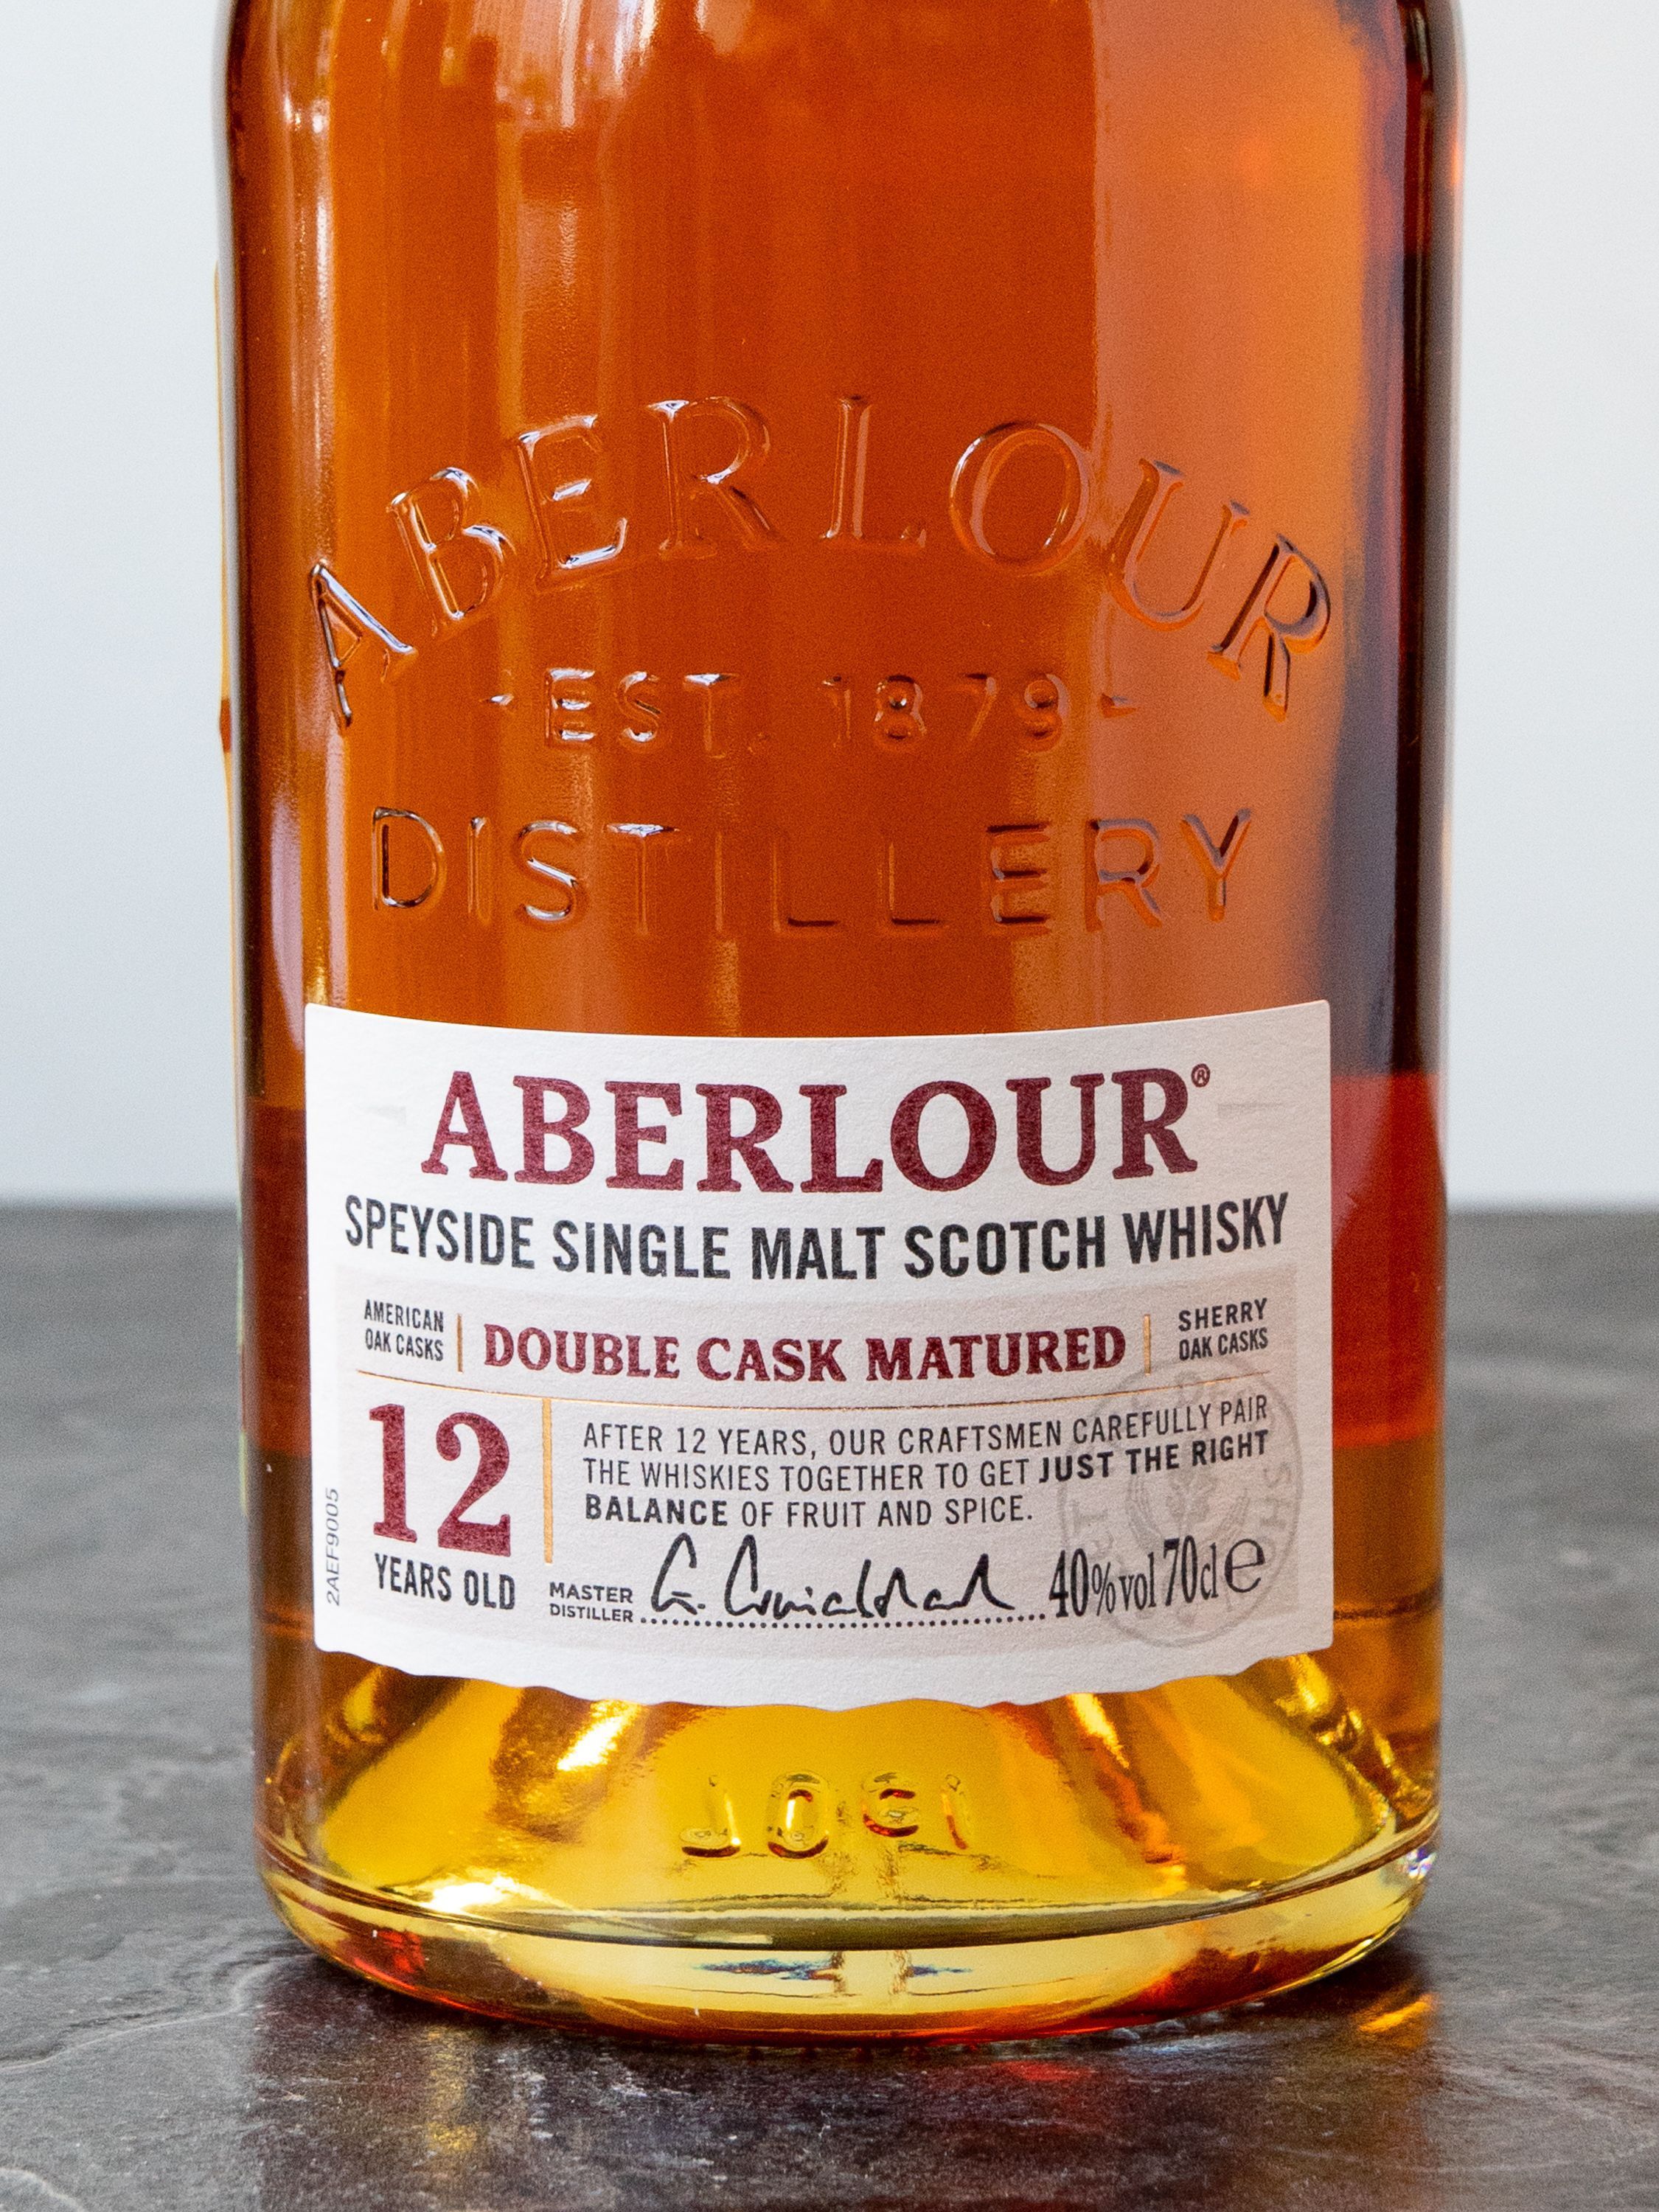 ABERLOUR
-EST. 1879-
DISTILLERY
ABERLOUR®
SPEYSIDE SINGLE MALT SCOTCH WHISKY
AMERICAN
OAK CASKS
DOUBLE CASK MATURED
SHERRY
OAK CASKS
12
YEARS OLD
AFTER 12 YEARS, OUR CRAFTSMEN CAREFULLY PAIR
THE WHISKIES TOGETHER TO GET JUST THE RIGHT
BALANCE OF FRUIT AND SPICE.
MASTER
DISTILLER
40%vol 70cl e
2AEF9005